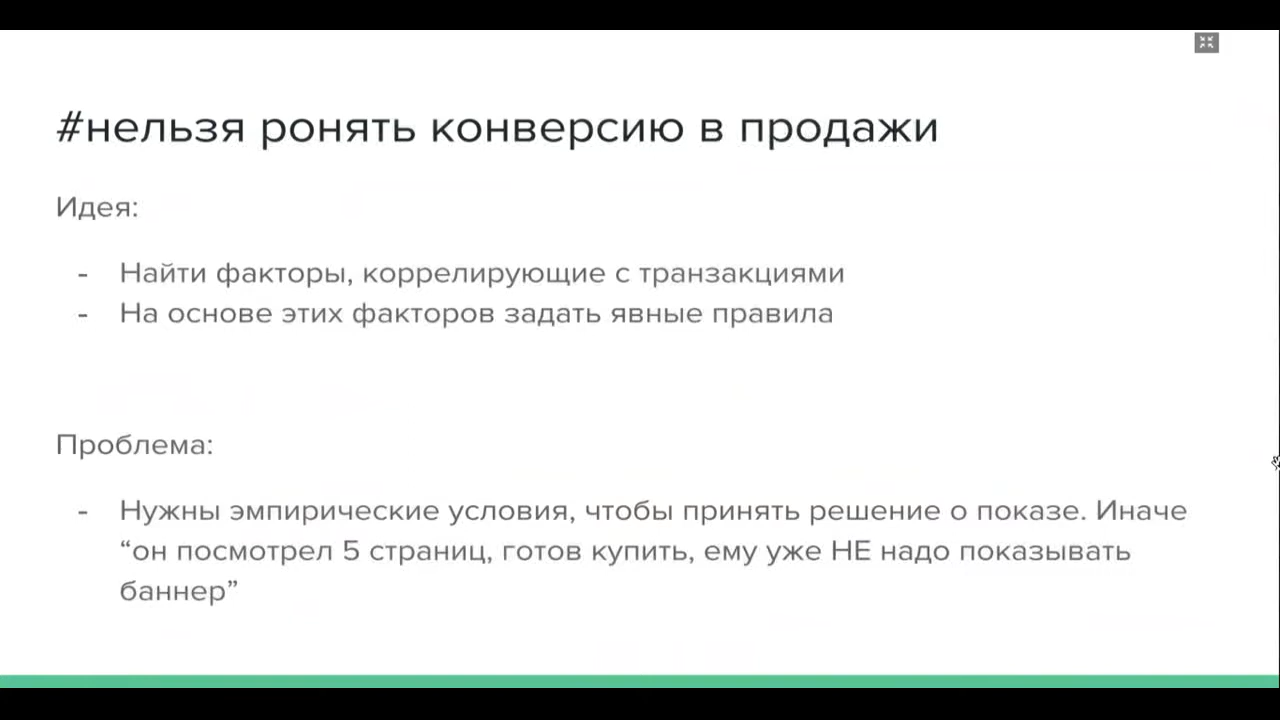 #нельзя ронять конверсию в продажи
Идея:
- Найти факторы, коррелирующие с транзакциями
- На основе этих факторов задать явные правила
Проблема:
- Нужны эмпирические условия, чтобы принять решение о показе. Иначе
“он посмотрел 5 страниц, готов купить, ему уже НЕ надо показывать
баннер”